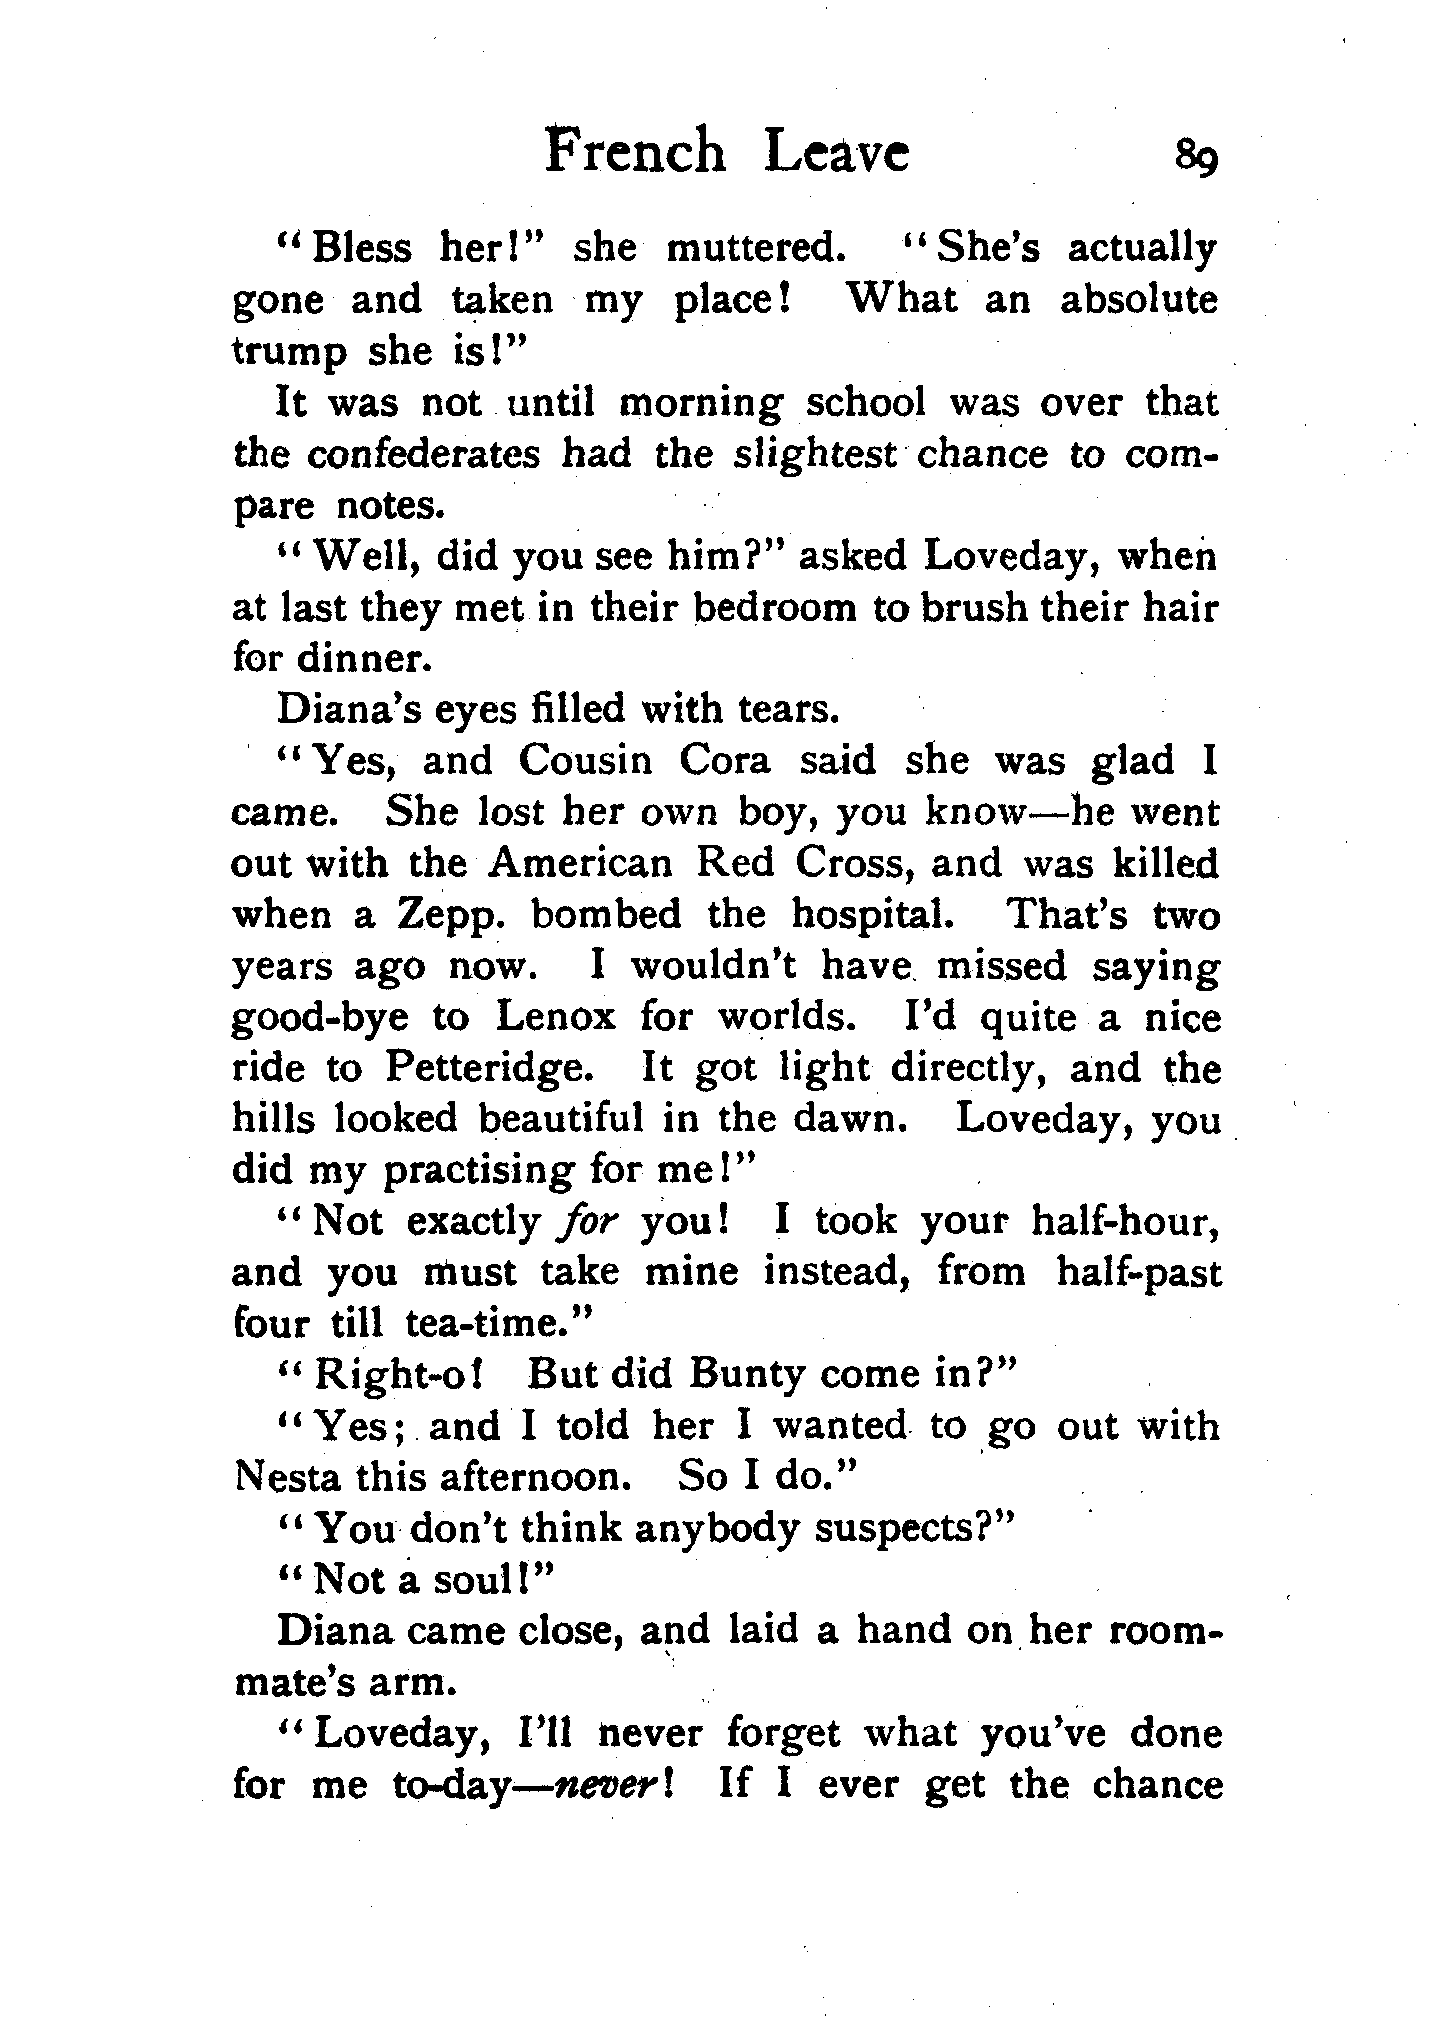 French Leave 89
"Bless her!" she muttered. "She's actually
gone and taken my place! What an absolute
trump she is!"
It was not until morning school was over that
the confederates had the slightest chance to com-
pare notes.
"Well, did you see him?" asked Loveday, when
at last they met in their bedroom to brush their hair
for dinner.
Diana's eyes filled with tears.
"Yes, and Cousin Cora said she was glad I
came. She lost her own boy, you know—he went
out with the American Red Cross, and was killed
when a Zepp. bombed the hospital. That's two
years ago now. I wouldn't have missed saying
good-bye to Lenox for worlds. I'd quite a nice
ride to Petteridge. It got light directly, and the
hills looked beautiful in the dawn. Loveday, you
did my practising for me!"
"Not exactly for you! I took your half-hour,
and you must take mine instead, from half-past
four till tea-time."
"Right-o! But did Bunty come in?"
"Yes; and I told her I wanted to go out with
Nesta this afternoon. So I do."
"You don't think anybody suspects?"
"Not a soul!"
Diana came close, and laid a hand on her room-
mate's arm.
"Loveday, I'll never forget what you've done
for me to-day—never! If I ever get the chance